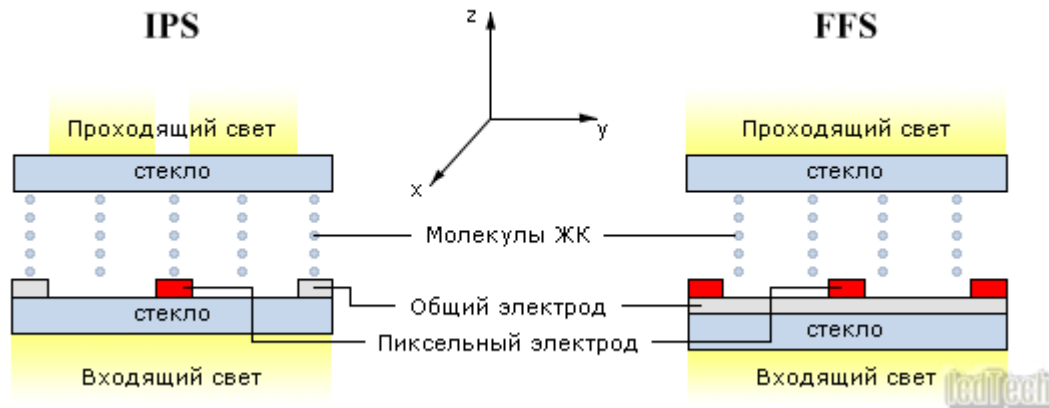 IPS
FFS
z
y
x
Проходящий свет
стекло
Проходящий свет
стекло
Молекулы ЖК
Общий электрод
Пиксельный электрод
стекло
Входящий свет
стекло
Входящий свет
lcdTech